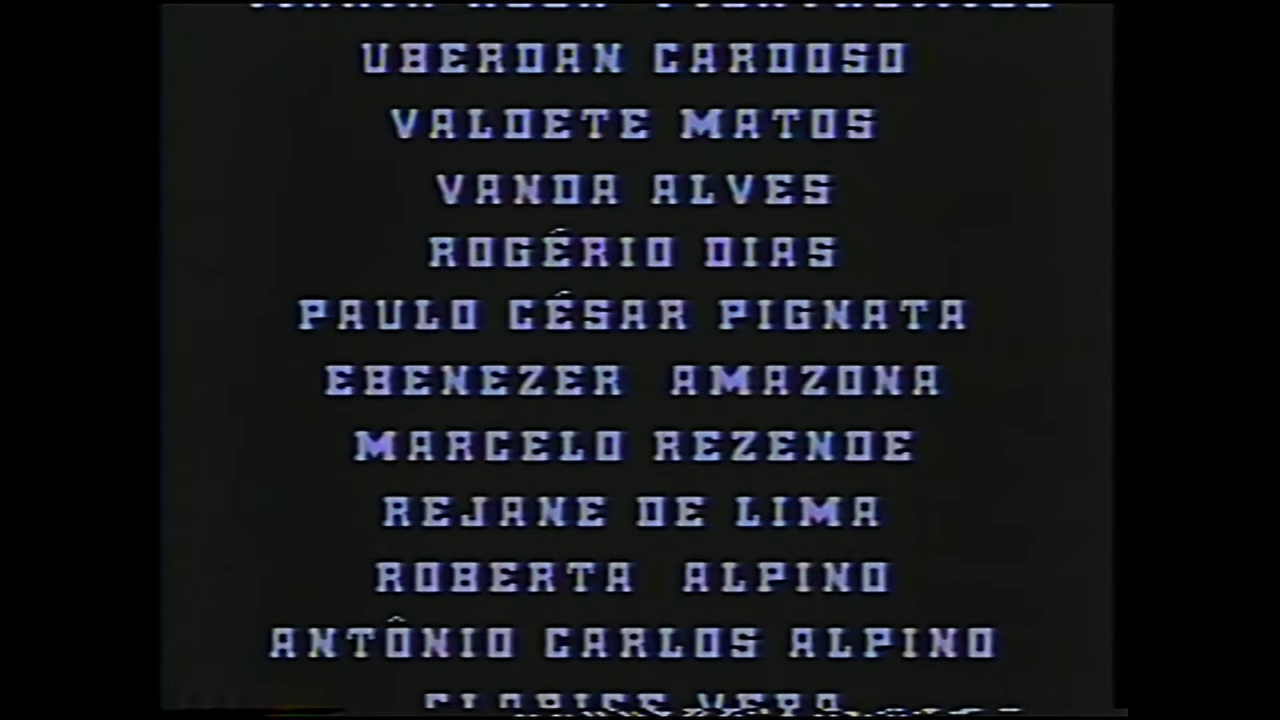 UBERDAN CARDOSO
VALDETE MATOS
VANDA ALVES
ROGÉRIO DIAS
PAULO CÉSAR PIGNATA
EBENEZER AMAZONA
MARCELO REZENDE
REJANE DE LIMA
ROBERTA ALPINO
ANTÔNIO CARLOS ALPINO